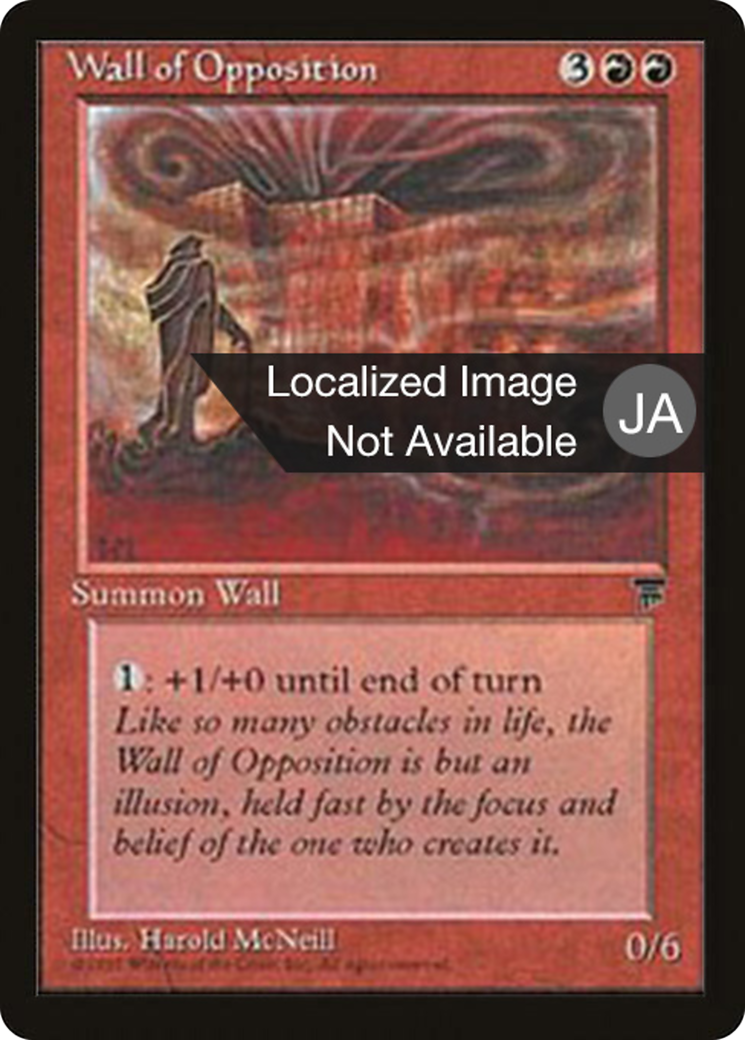 Wall of Opposition 3
Localized Image
Not Available
JA
Summon Wall
1: +1/+0 until end of turn
Like so many obstacles in life, the
Wall of Opposition is but an
illusion, held fast by the focus and
belief of the one who creates it.
Illus. Harold McNeill
0/6